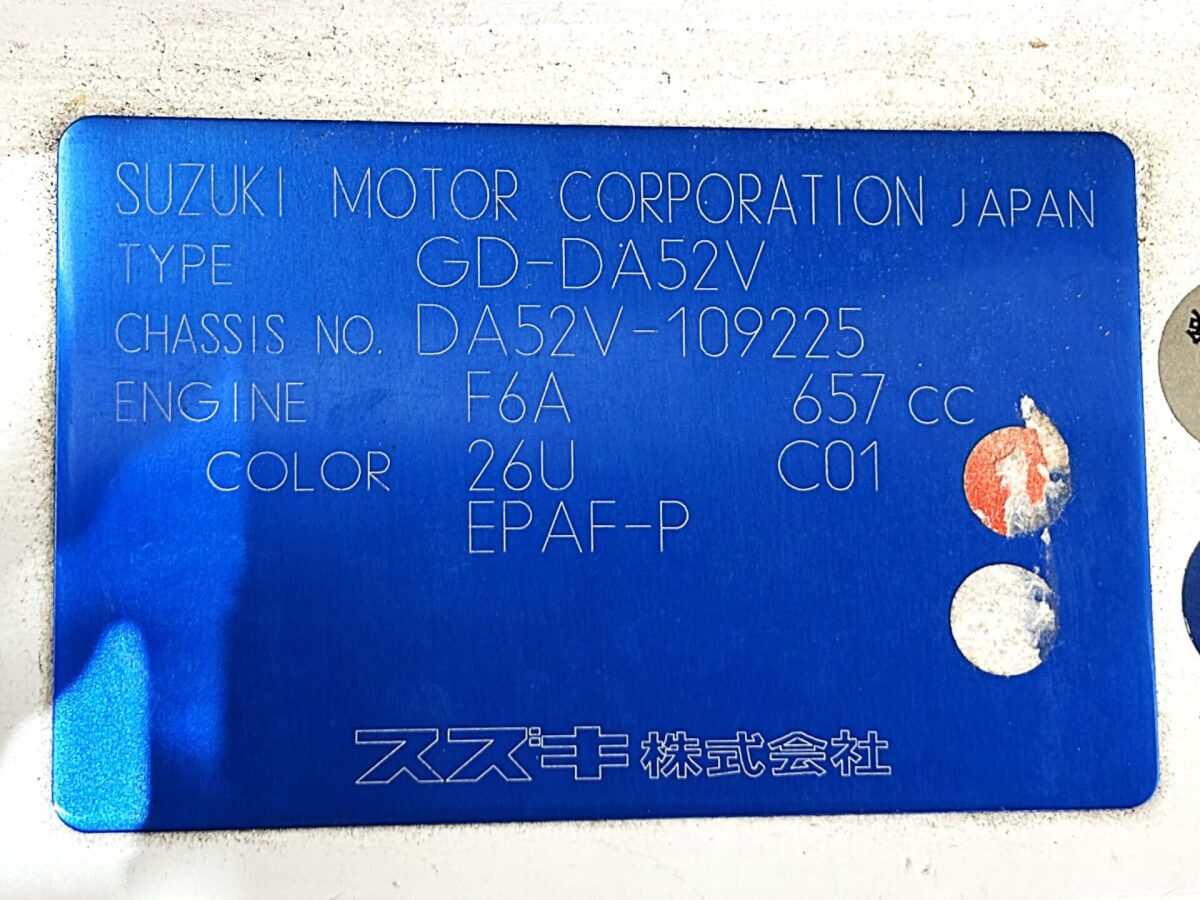 SUZUKI MOTOR CORPORATION JAPAN
TYPE GD-DA52V
CHASSIS NO. DA52V-109225
ENGINE F6A 657 CC
COLOR 26U C01
EPAF-P
スズキ株式会社